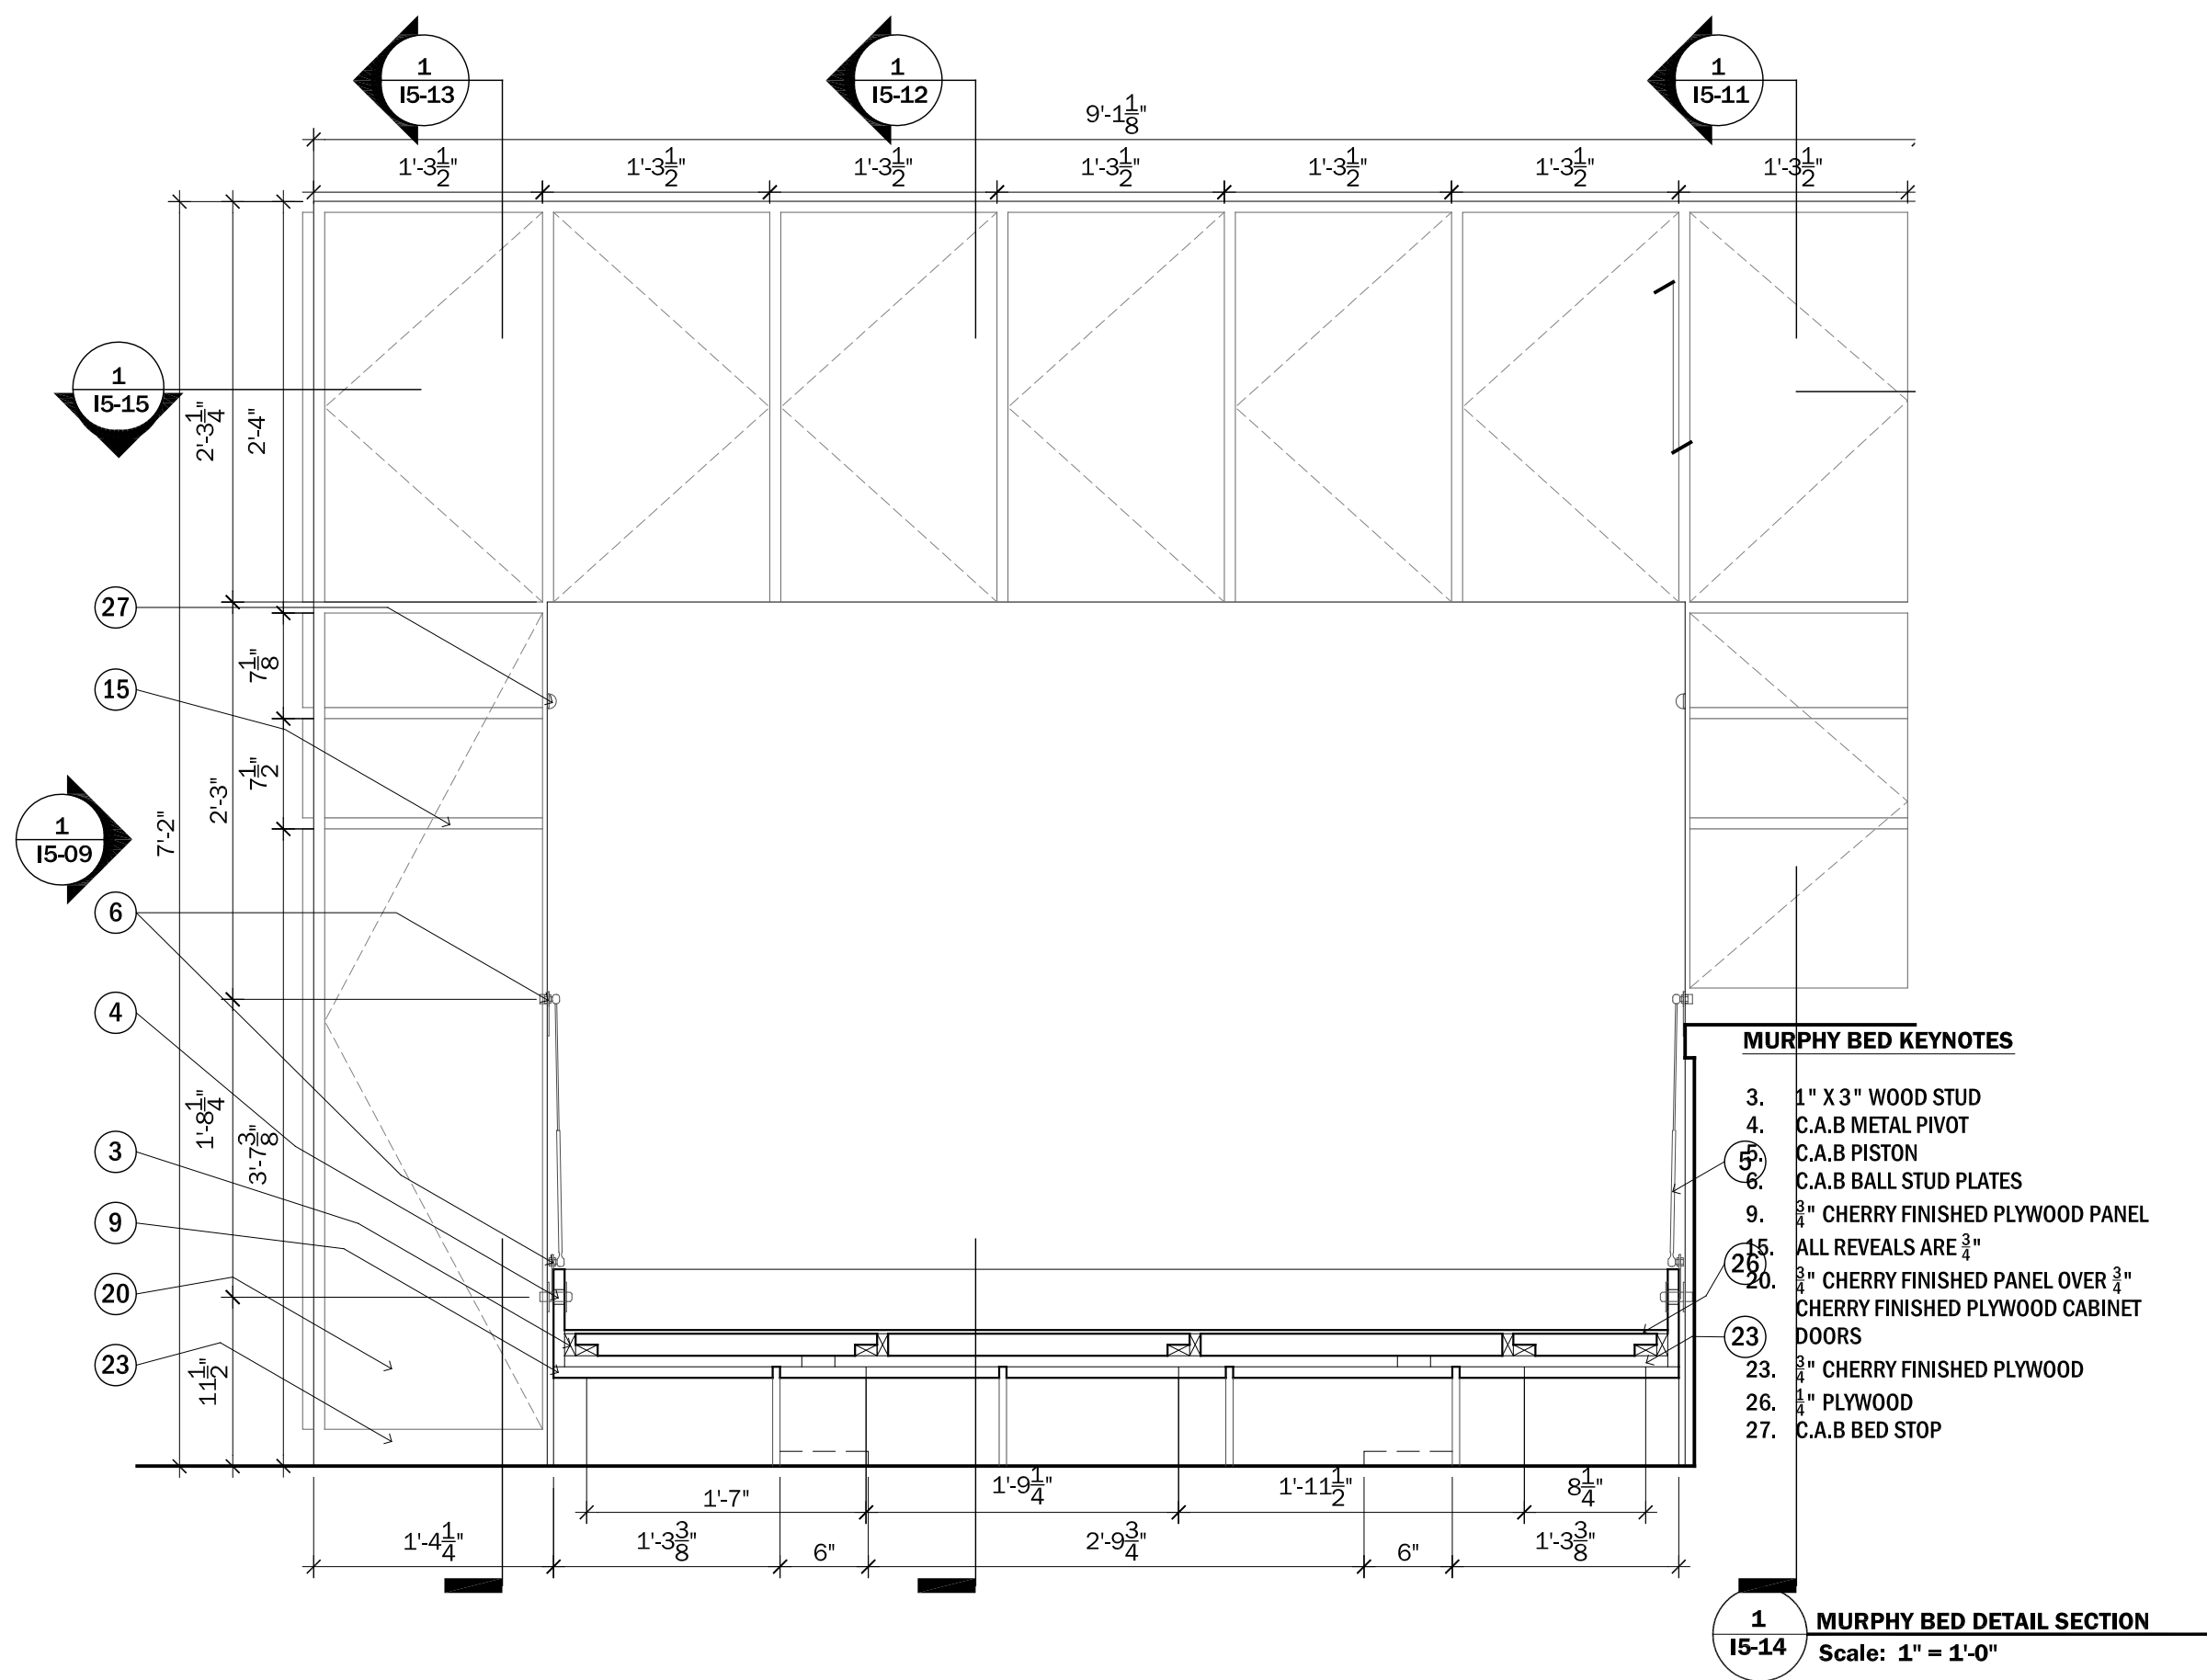 1
I5-13
1
I5-12
1
I5-11
9'-1 1/8"
1'-3 1/2"
1'-3 1/2"
1'-3 1/2"
1'-3 1/2"
1'-3 1/2"
1'-3 1/2"
1'-3 1/2"
1
I5-15
2'-3 1/4"
2'-4"
27
7 1/8"
15
7 1/2"
2'-3"
7'-2"
1
I5-09
6
4
1'-8 1/4"
3'-7 3/8"
3
9
20
11 1/2"
23
5
26
23
MURPHY BED KEYNOTES
3. 1" X 3" WOOD STUD
4. C.A.B METAL PIVOT
5. C.A.B PISTON
6. C.A.B BALL STUD PLATES
9. 3/4" CHERRY FINISHED PLYWOOD PANEL
15. ALL REVEALS ARE 3/4"
20. 3/4" CHERRY FINISHED PANEL OVER 3/4"
CHERRY FINISHED PLYWOOD CABINET
DOORS
23. 3/4" CHERRY FINISHED PLYWOOD
26. 1/4" PLYWOOD
27. C.A.B BED STOP
1'-7"
1'-9 1/4"
1'-11 1/2"
8 1/4"
1'-4 1/4"
1'-3 3/8"
6"
2'-9 3/4"
6"
1'-3 3/8"
1
I5-14
MURPHY BED DETAIL SECTION
Scale: 1" = 1'-0"